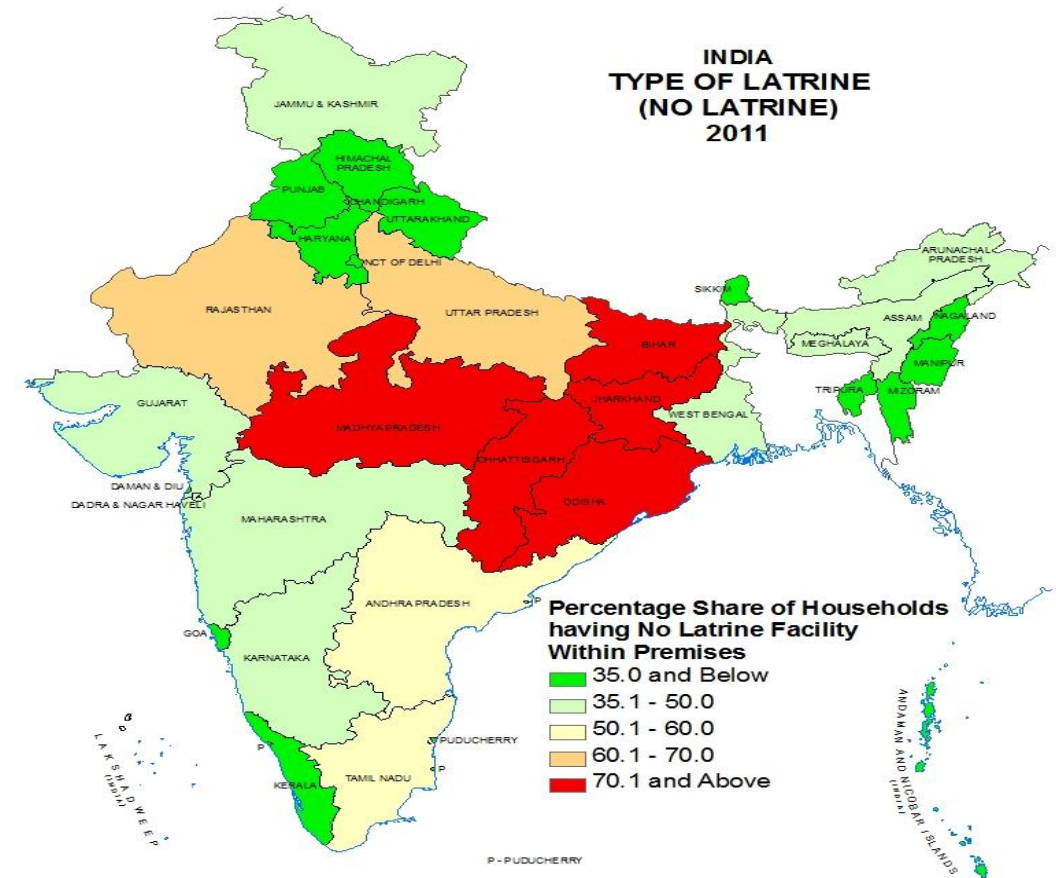 INDIA
TYPE OF LATRINE
(NO LATRINE)
2011
JAMMU & KASHMIR
HIMACHAL
PRADESH
PUNJAB
CHANDIGARH
UTTARAKHAND
HARYANA
NCT OF DELHI
RAJASTHAN
UTTAR PRADESH
SIKKIM
ARUNACHAL
PRADESH
ASSAM
NAGALAND
MEGHALAYA
MANIPUR
TRIPURA
MIZORAM
BIHAR
JHARKHAND
WEST BENGAL
GUJARAT
MADHYA PRADESH
CHHATTISGARH
ODISHA
DAMAN & DIU
DADRA & NAGAR HAVELI
MAHARASHTRA
ANDHRA PRADESH
P
GOA
KARNATAKA
P
PUDUCHERRY
P
KERALA
TAMIL NADU
LAKSHADWEEP
(INDIA)
ANDAMAN AND NICOBAR ISLANDS
(INDIA)
Percentage Share of Households
having No Latrine Facility
Within Premises
35.0 and Below
35.1 - 50.0
50.1 - 60.0
60.1 - 70.0
70.1 and Above
P - PUDUCHERRY